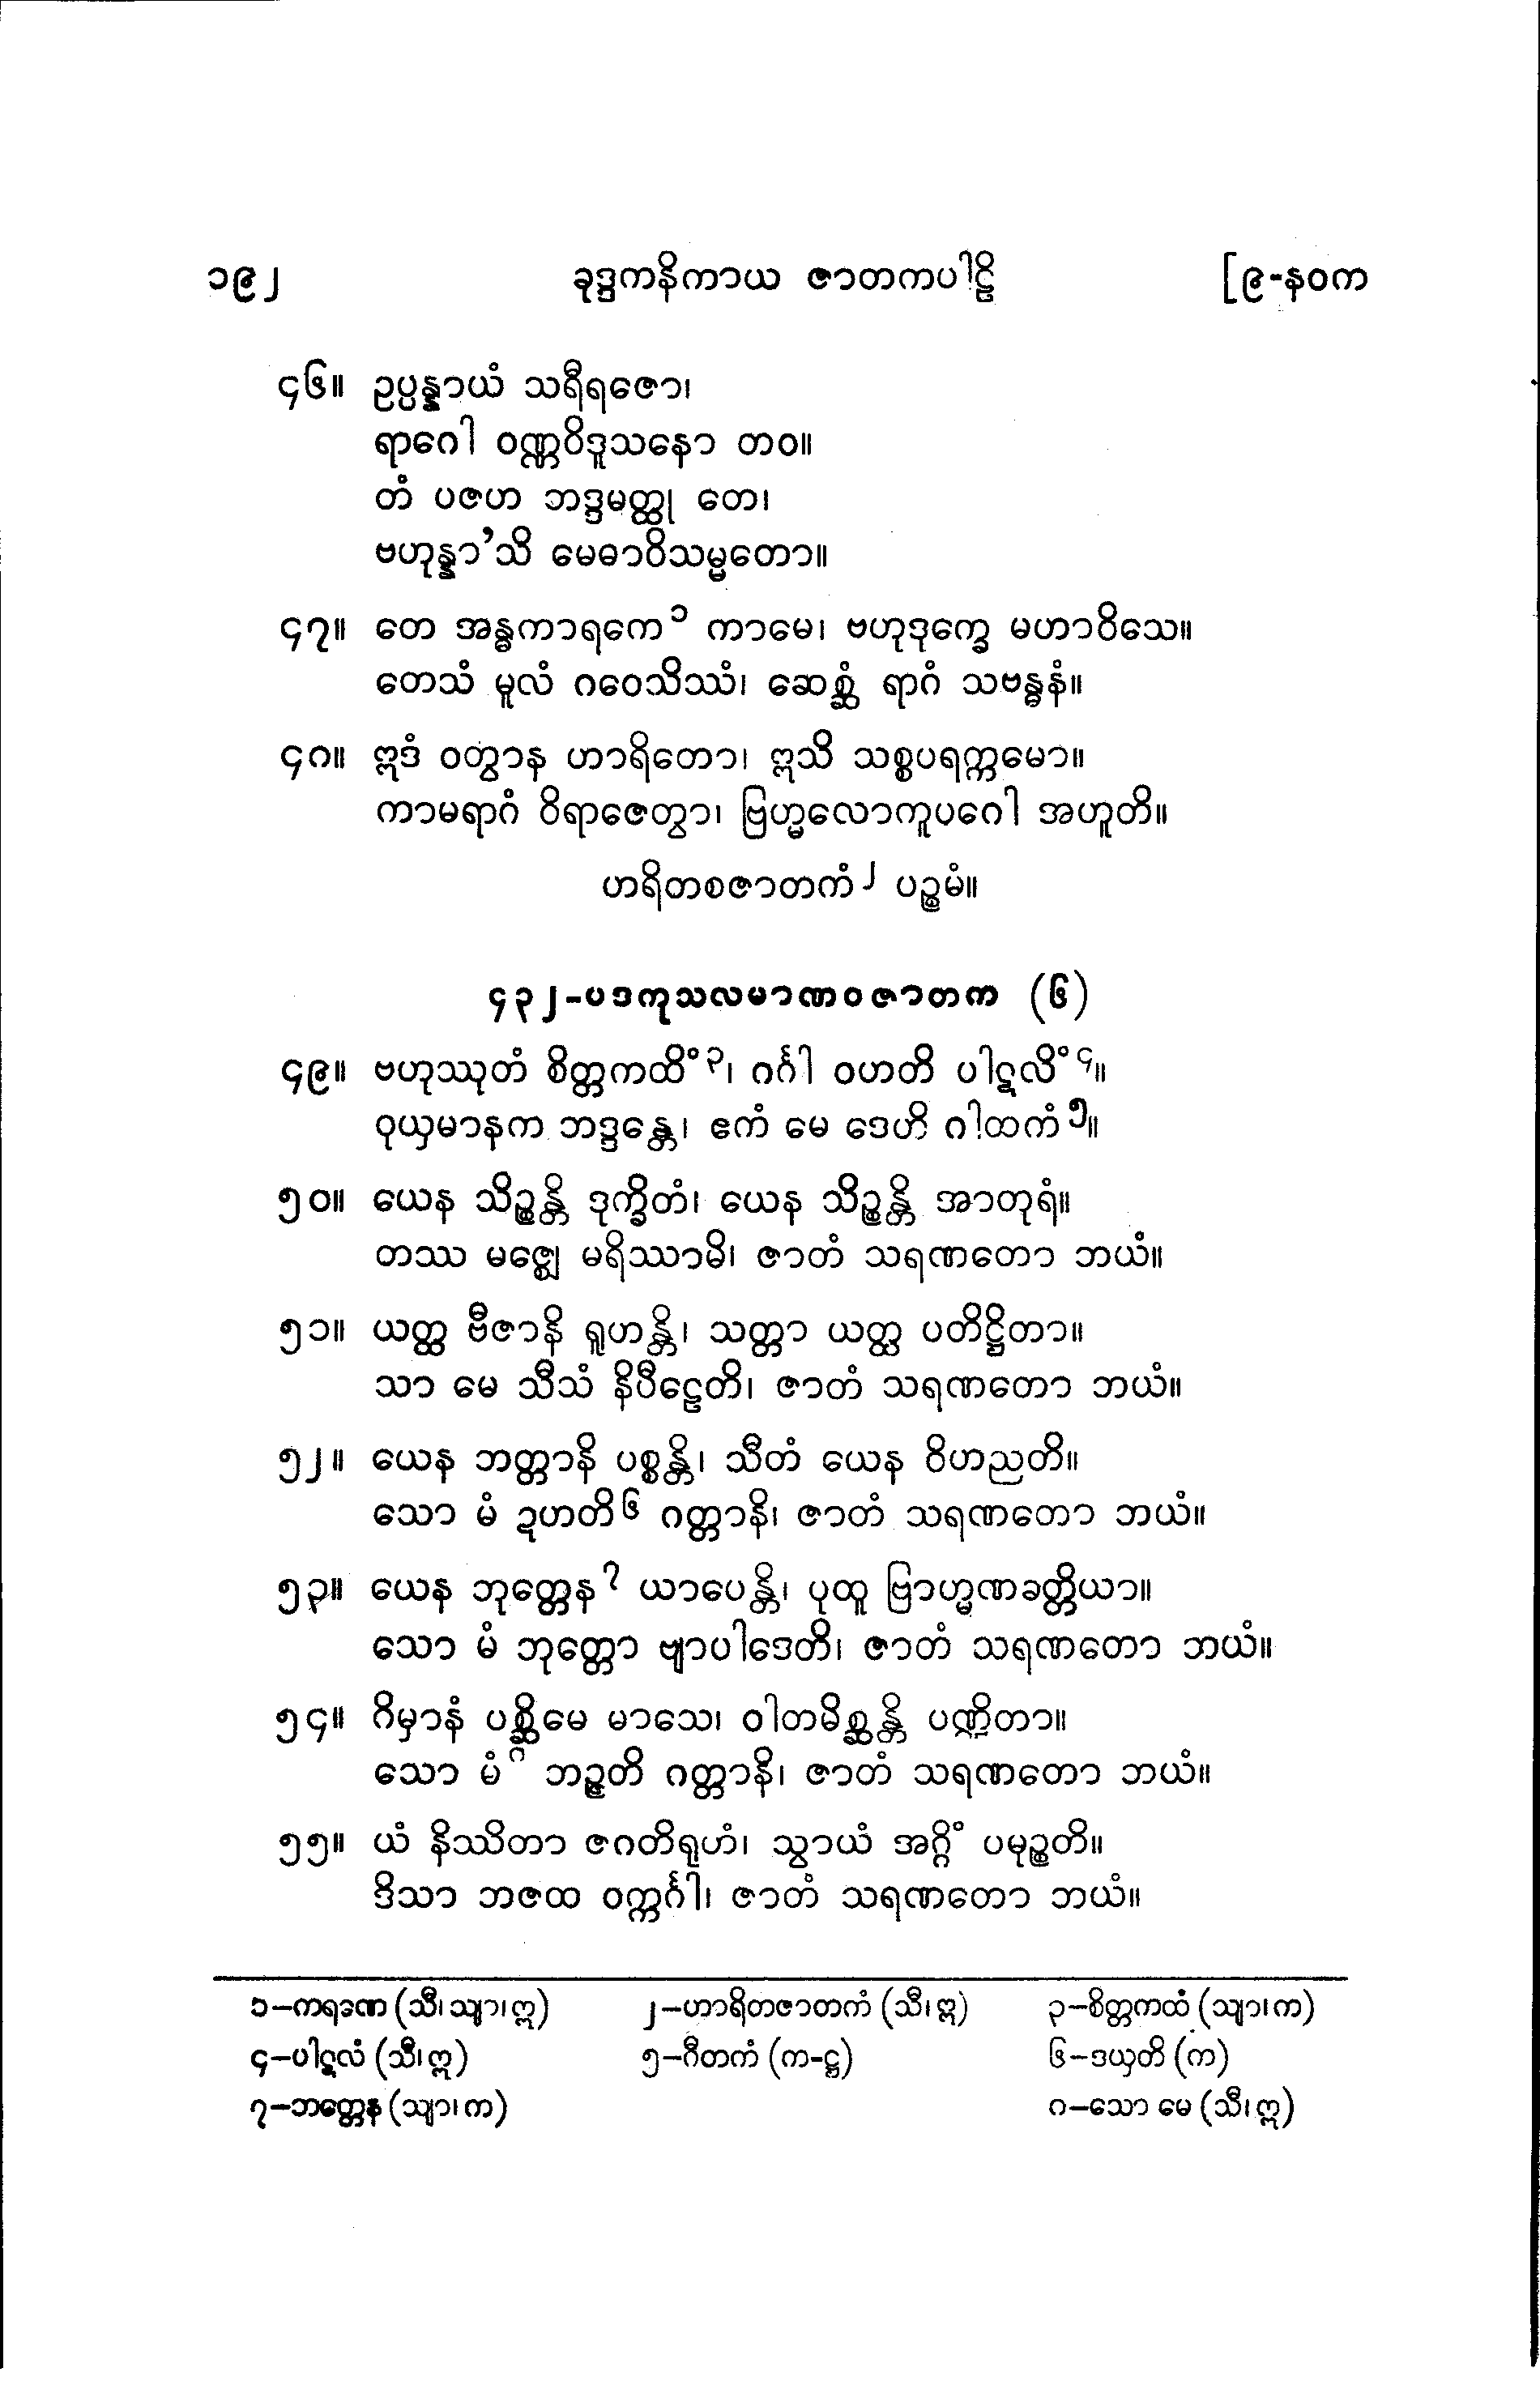 ၁၉၂ ခုဒ္ဒကနိကာယ ဇာတကပါဠိ [၉-နဝက
၄၆။ ဥပ္ပန္နာယံ သရီရဇော၊
ရာဂေါ ဝဏ္ဏဝိဒူသနော တဝ။
တံ ပဇဟ ဘဒ္ဒမတ္ထု တေ၊
ဗဟုန္နာ’သိ မေဓာဝိသမ္မတော။
၄၇။ တေ အန္ဓကာရကေ၁ ကာမေ၊ ဗဟုဒုက္ခေ မဟာဝိသေ။
တေသံ မူလံ ဂဝေသိဿံ၊ ဆေစ္ဆံ ရာဂံ သဗန္ဓနံ။
၄၈။ ဣဒံ ဝတွာန ဟာရိတော၊ ဣသိ သစ္စပရက္ကမော။
ကာမရာဂံ ဝိရာဇေတွာ၊ ဗြဟ္မလောကူပဂေါ အဟူတိ။
ဟရိတစဇာတကံ၂ ပဉ္စမံ။
၄၃၂-ပဒကုသလမာဏဝဇာတက (၆)
၄၉။ ဗဟုဿုတံ စိတ္တကထိံ၃၊ ဂင်္ဂါ ဝဟတိ ပါဋလိံ၄။
ဝုယှမာနက ဘဒ္ဒန္တေ၊ ဧကံ မေ ဒေဟိ ဂါထကံ၅။
၅၀။ ယေန သိဉ္စန္တိ ဒုက္ခိတံ၊ ယေန သိဉ္စန္တိ အာတုရံ။
တဿ မဇ္ဈေ မရိဿာမိ၊ ဇာတံ သရဏတော ဘယံ။
၅၁။ ယတ္ထ ဗီဇာနိ ရူဟန္တိ၊ သတ္တာ ယတ္ထ ပတိဋ္ဌိတာ။
သာ မေ သီသံ နိပီဠေတိ၊ ဇာတံ သရဏတော ဘယံ။
၅၂။ ယေန ဘတ္တာနိ ပစ္စန္တိ၊ သီတံ ယေန ဝိဟညတိ။
သော မံ ဍဟတိ၆ ဂတ္တာနိ၊ ဇာတံ သရဏတော ဘယံ။
၅၃။ ယေန ဘုတ္တေန၇ ယာပေန္တိ၊ ပုထူ ဗြာဟ္မဏခတ္တိယာ။
သော မံ ဘုတ္တော ဗျာပါဒေတိ၊ ဇာတံ သရဏတော ဘယံ။
၅၄။ ဂိမှာနံ ပစ္ဆိမေ မာသေ၊ ဝါတမိစ္ဆန္တိ ပဏ္ဍိတာ။
သော မံ၈ ဘဉ္ဇတိ ဂတ္တာနိ၊ ဇာတံ သရဏတော ဘယံ။
၅၅။ ယံ နိဿိတာ ဇဂတိရုဟံ၊ သွာယံ အဂ္ဂိံ ပမုဉ္စတိ။
ဒိသာ ဘဇထ ဝက္ကင်္ဂါ၊ ဇာတံ သရဏတော ဘယံ။
၁–ကရဒဏ (သီ၊ သျာ၊ ဣ) ၂–ဟာရိတဇာတကံ (သီ၊ ဣ) ၃–စိတ္တကထံ (သျာ၊ က)
၄–ပါဋလံ (သီ၊ ဣ) ၅–ဂီတကံ (က-ဋ္ဌ) ၆–ဒယှတိ (က)
၇–ဘတ္တေန (သျာ၊ က) ၈–သော မေ (သီ၊ ဣ)